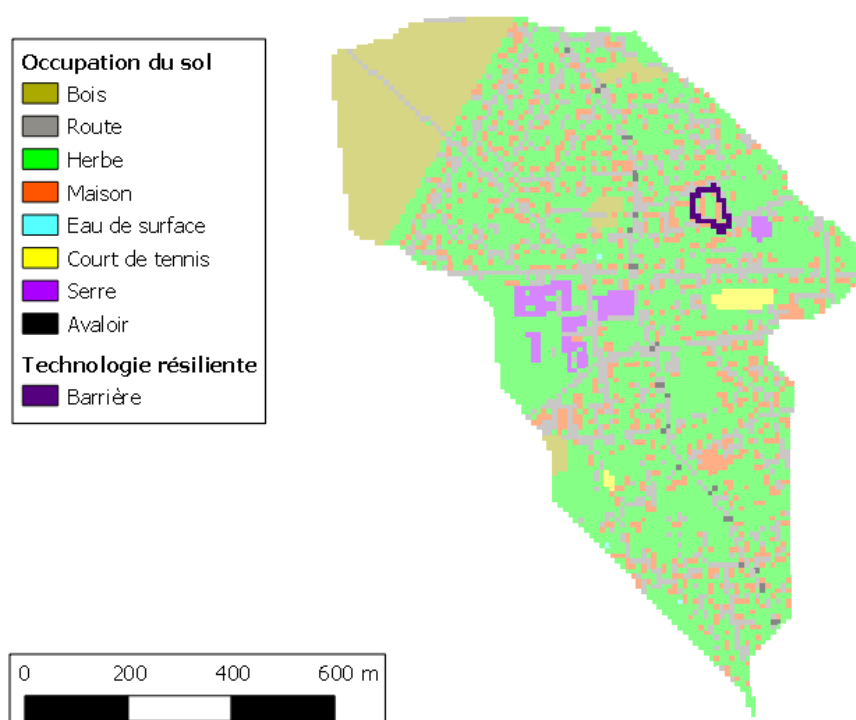 Occupation du sol
Bois
Route
Herbe
Maison
Eau de surface
Court de tennis
Serre
Avaloir
Technologie résiliente
Barrière
0 200 400 600 m